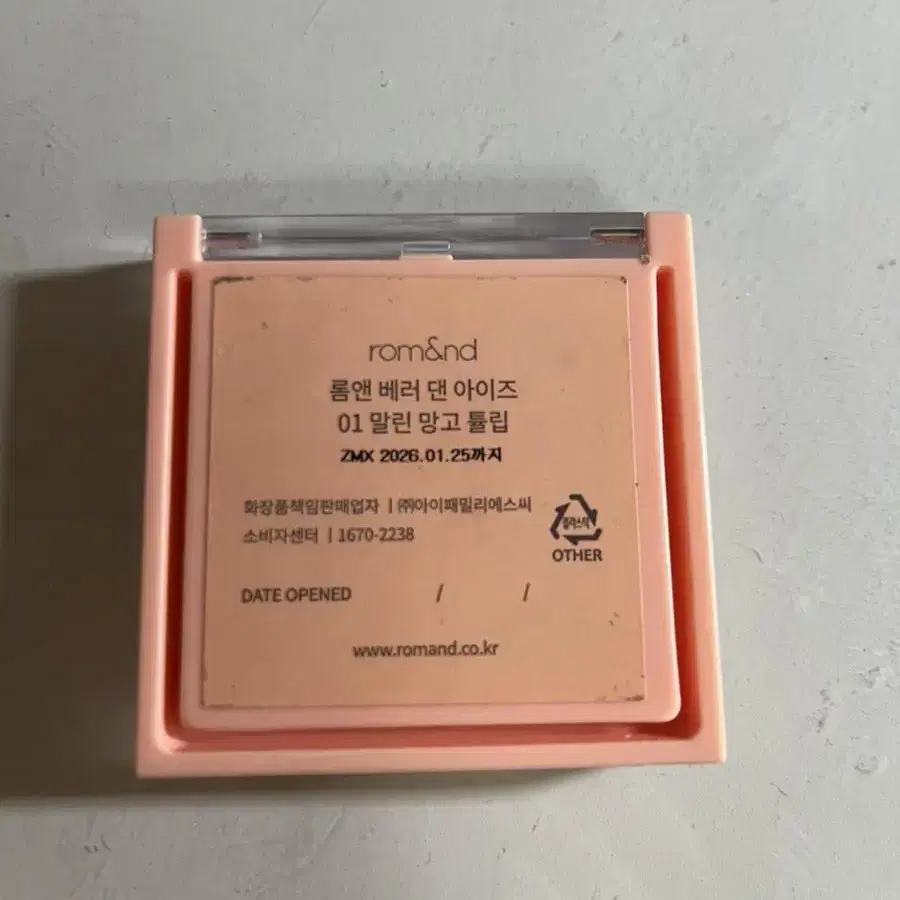 rom&nd
롬앤 베러 댄 아이즈
01 말린 망고 튤립
ZMX 2026.01.25까지
화장품책임판매업자 | ㈜아이패밀리에스씨
소비자센터 | 1670-2238
플라스틱
OTHER
DATE OPENED / /
www.romand.co.kr